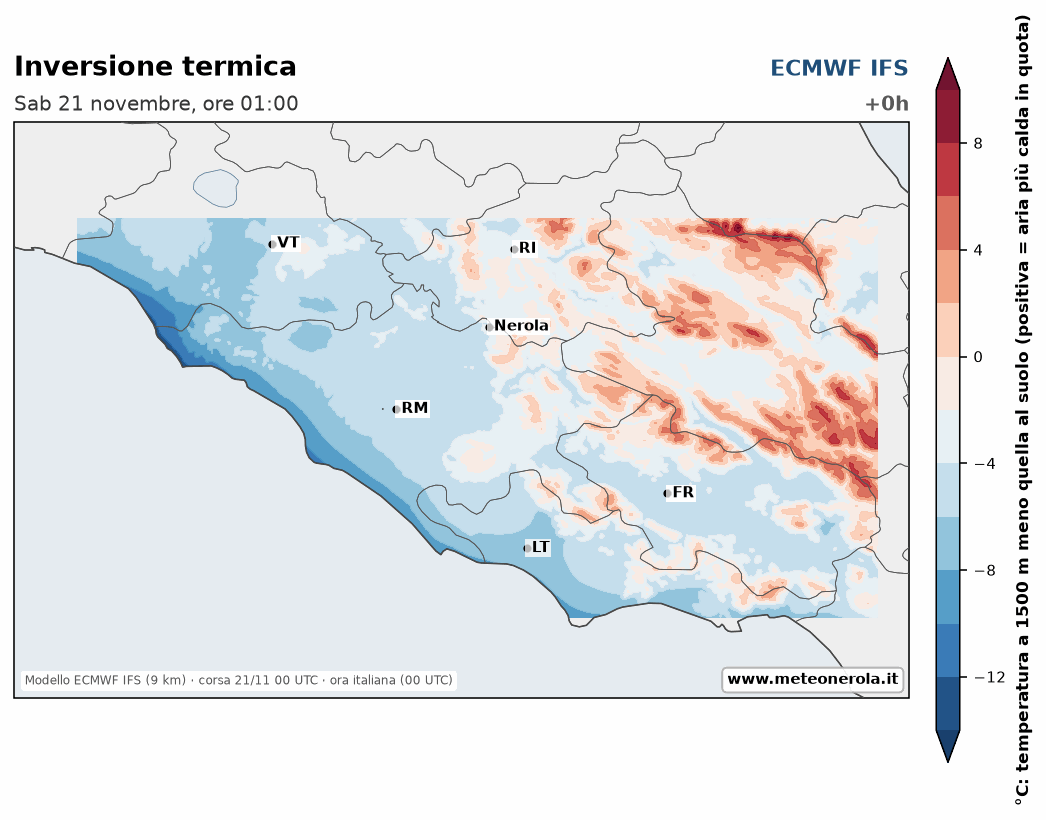 Inversione termica
ECMWF IFS
Sab 21 novembre, ore 01:00
+0h
VT
RI
Nerola
RM
FR
LT
Modello ECMWF IFS (9 km) · corsa 21/11 00 UTC · ora italiana (00 UTC)
www.meteonerola.it
8
4
0
−4
−8
−12
°C: temperatura a 1500 m meno quella al suolo (positiva = aria più calda in quota)